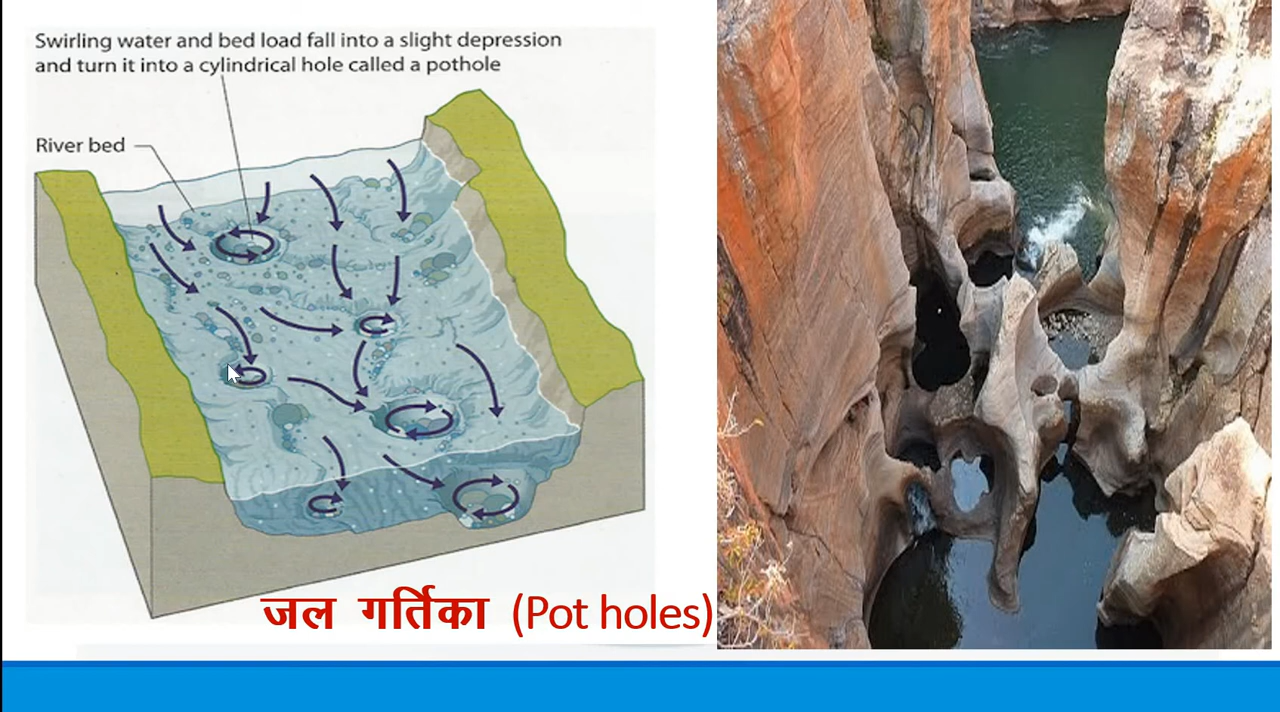 Swirling water and bed load fall into a slight depression
and turn it into a cylindrical hole called a pothole
River bed
जल गर्तिका (Pot holes)